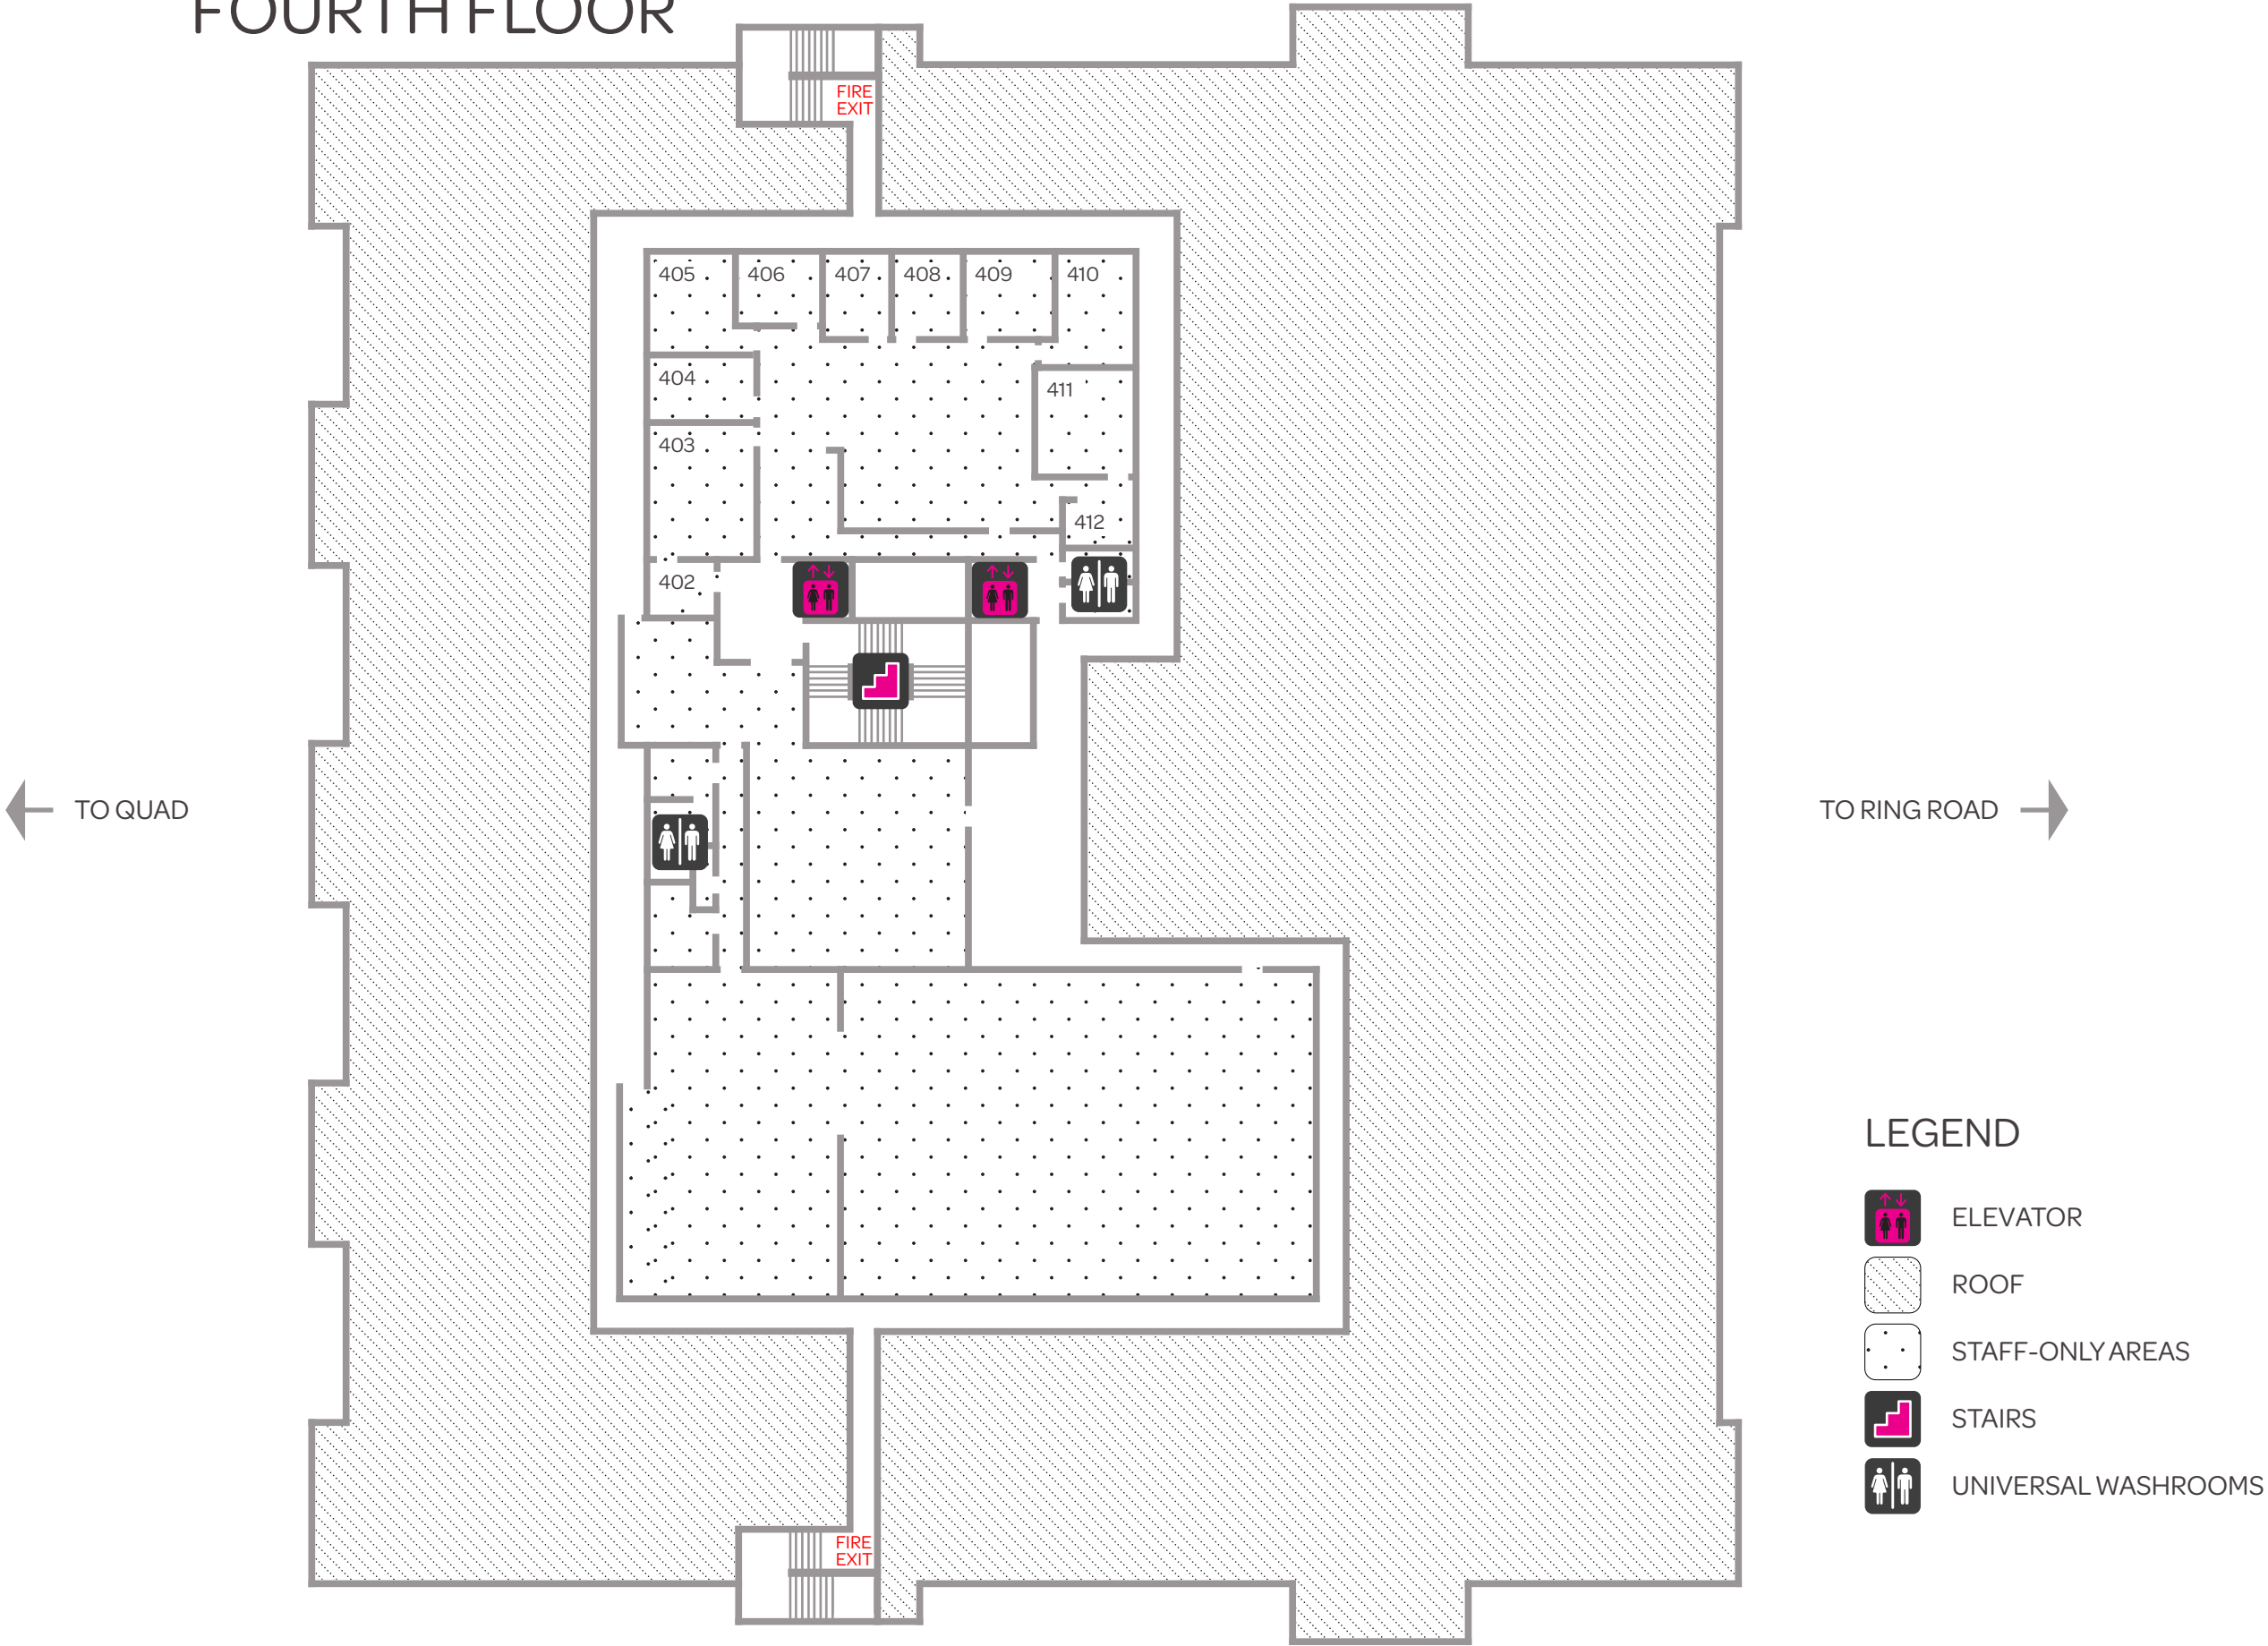 FOURTH FLOOR
FIRE
EXIT
405
406
407
408
409
410
404
411
403
412
402
TO QUAD
TO RING ROAD
LEGEND
ELEVATOR
ROOF
STAFF-ONLY AREAS
STAIRS
UNIVERSAL WASHROOMS
FIRE
EXIT